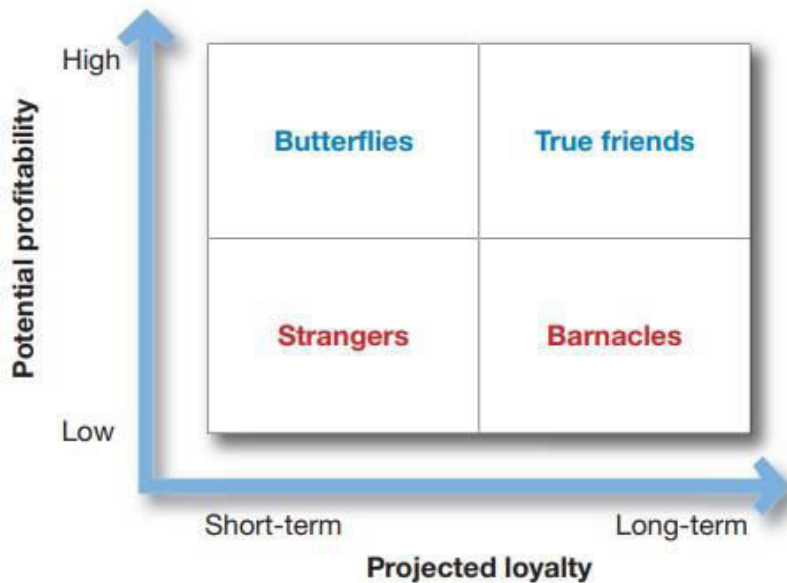 High
Potential profitability
Butterflies
True friends
Strangers
Barnacles
Low
Short-term
Long-term
Projected loyalty